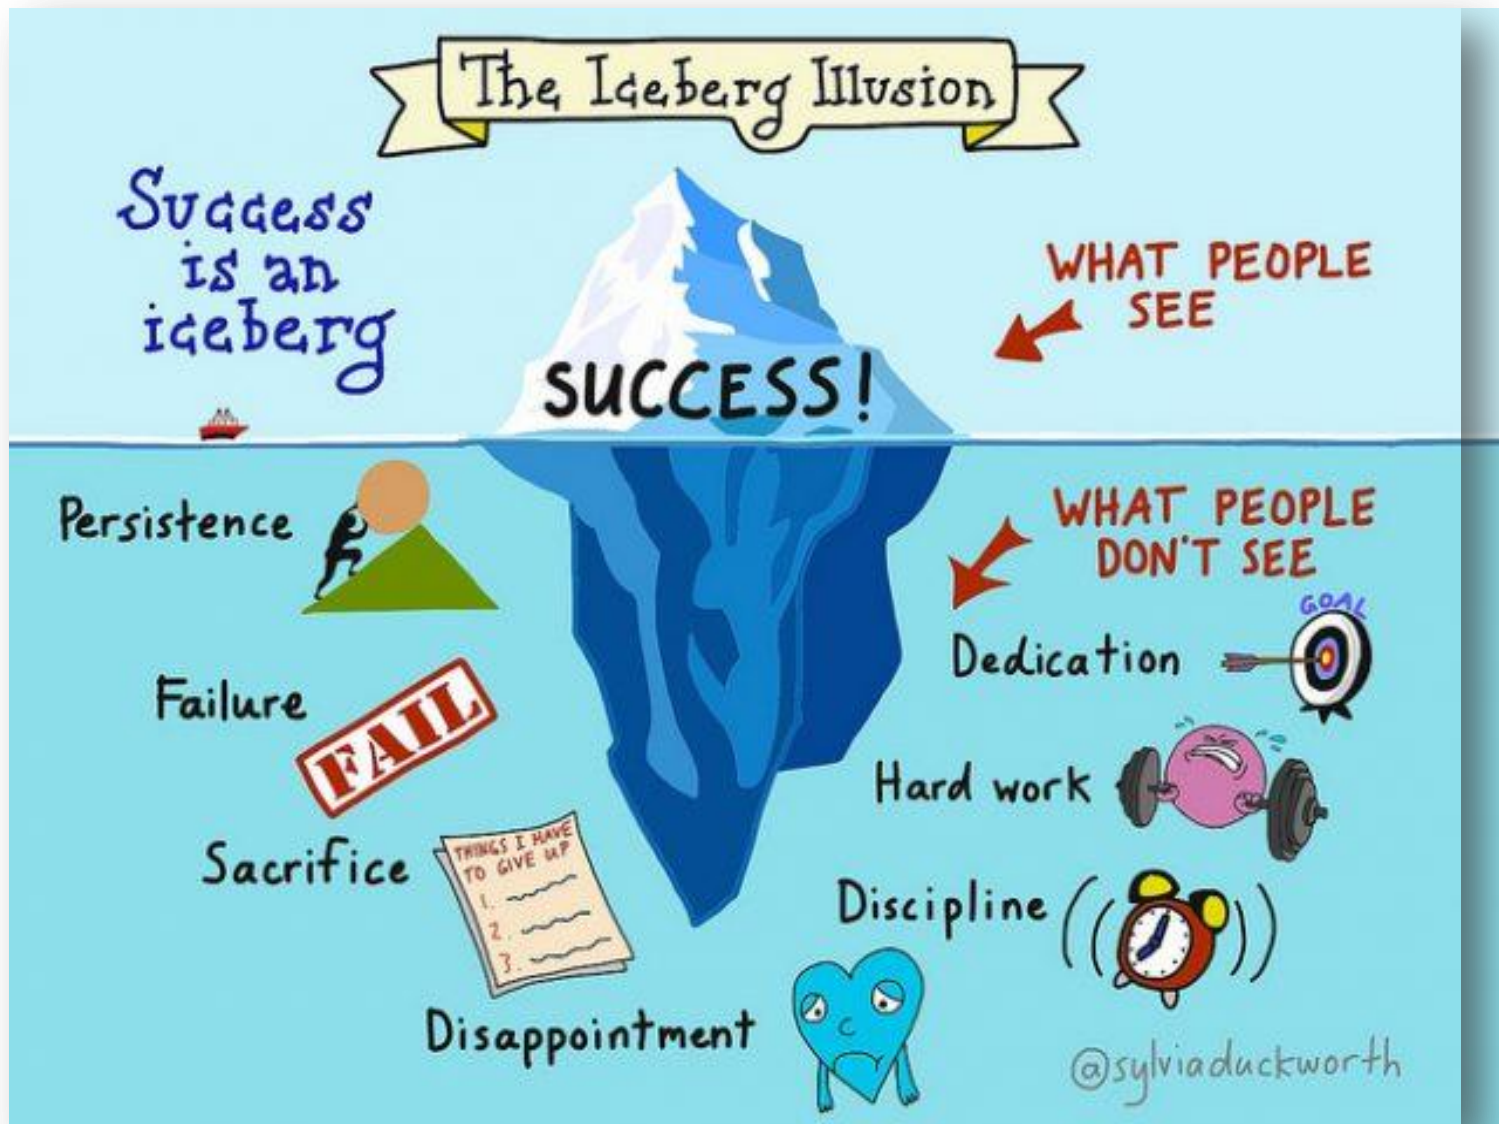 The Iceberg Illusion
Success
is an
iceberg
WHAT PEOPLE
SEE
SUCCESS!
Persistence
WHAT PEOPLE
DON'T SEE
GOAL
Dedication
Failure
FAIL
Hard work
Sacrifice
THINGS I HAVE
TO GIVE UP
1.
2.
3.
Discipline
Disappointment
@sylviaduckworth